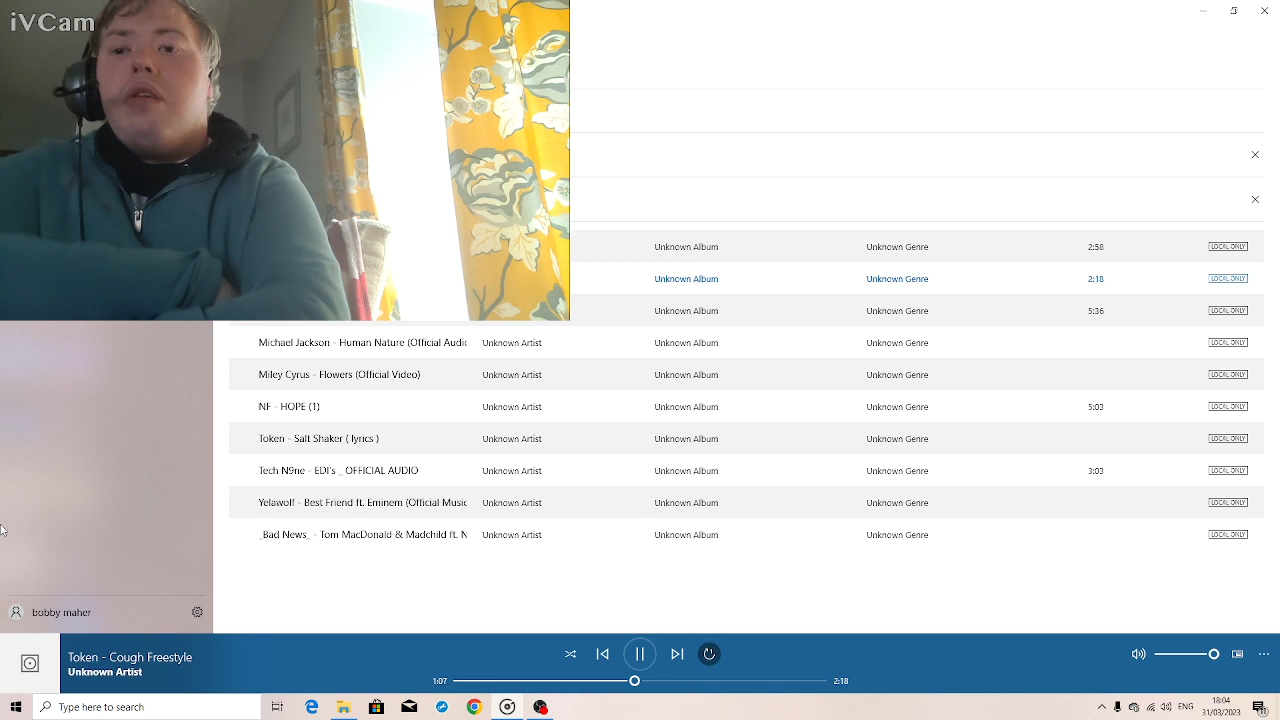 iVCam
Unknown Album Unknown Genre 2:58 LOCAL ONLY
Unknown Album Unknown Genre 2:18 LOCAL ONLY
Unknown Album Unknown Genre 5:36 LOCAL ONLY
Michael Jackson - Human Nature (Official Audic Unknown Artist Unknown Album Unknown Genre LOCAL ONLY
Miley Cyrus - Flowers (Official Video) Unknown Artist Unknown Album Unknown Genre LOCAL ONLY
NF - HOPE (1) Unknown Artist Unknown Album Unknown Genre 5:03 LOCAL ONLY
Token - Salt Shaker ( lyrics ) Unknown Artist Unknown Album Unknown Genre LOCAL ONLY
Tech N9ne - EDI's _ OFFICIAL AUDIO Unknown Artist Unknown Album Unknown Genre 3:03 LOCAL ONLY
Yelawolf - Best Friend ft. Eminem (Official Music Unknown Artist Unknown Album Unknown Genre LOCAL ONLY
_Bad News_ - Tom MacDonald & Madchild ft. N Unknown Artist Unknown Album Unknown Genre LOCAL ONLY
bobby maher
Token - Cough Freestyle
Unknown Artist
1:07 2:18
Type here to search
ENG
18:04
31/03/2023